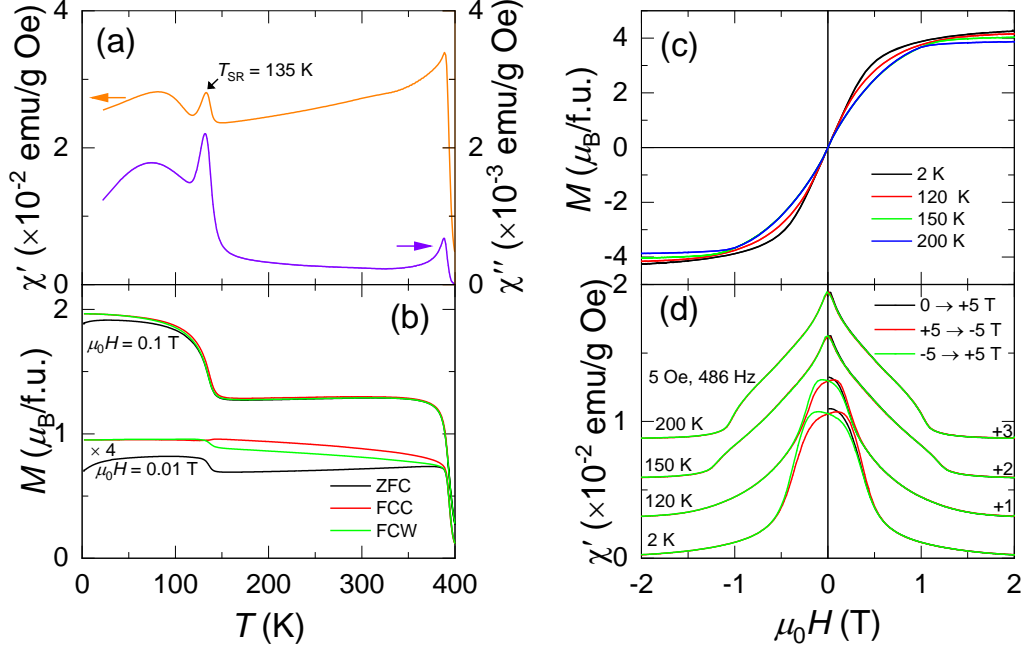 (a)
T_SR = 135 K
χ′ (×10⁻² emu/g Oe)
4
2
0
χ′′ (×10⁻³ emu/g Oe)
4
2
0
(b)
μ₀H = 0.1 T
× 4
μ₀H = 0.01 T
ZFC
FCC
FCW
M (μ_B/f.u.)
2
1
0
0 100 200 300 400
T (K)
(c)
M (μ_B/f.u.)
4
2
0
-2
-4
2 K
120 K
150 K
200 K
(d)
0 → +5 T
+5 → -5 T
-5 → +5 T
5 Oe, 486 Hz
200 K
+3
150 K
+2
120 K
+1
2 K
χ′ (×10⁻² emu/g Oe)
2
1
0
-2 -1 0 1 2
μ₀H (T)